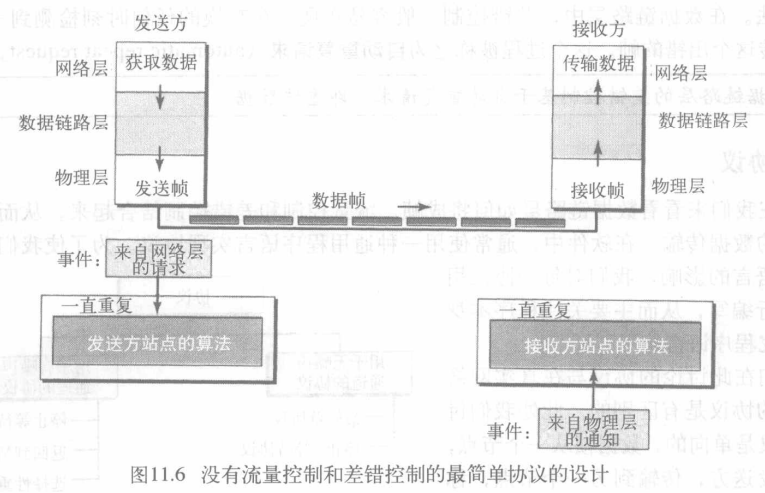 发送方
接收方
网络层
获取数据
传输数据
网络层
数据链路层
数据链路层
物理层
发送帧
数据帧
接收帧
物理层
事件：
来自网络层
的请求
一直重复
发送方站点的算法
一直重复
接收方站点的算法
事件：
来自物理层
的通知
图11.6 没有流量控制和差错控制的最简单协议的设计